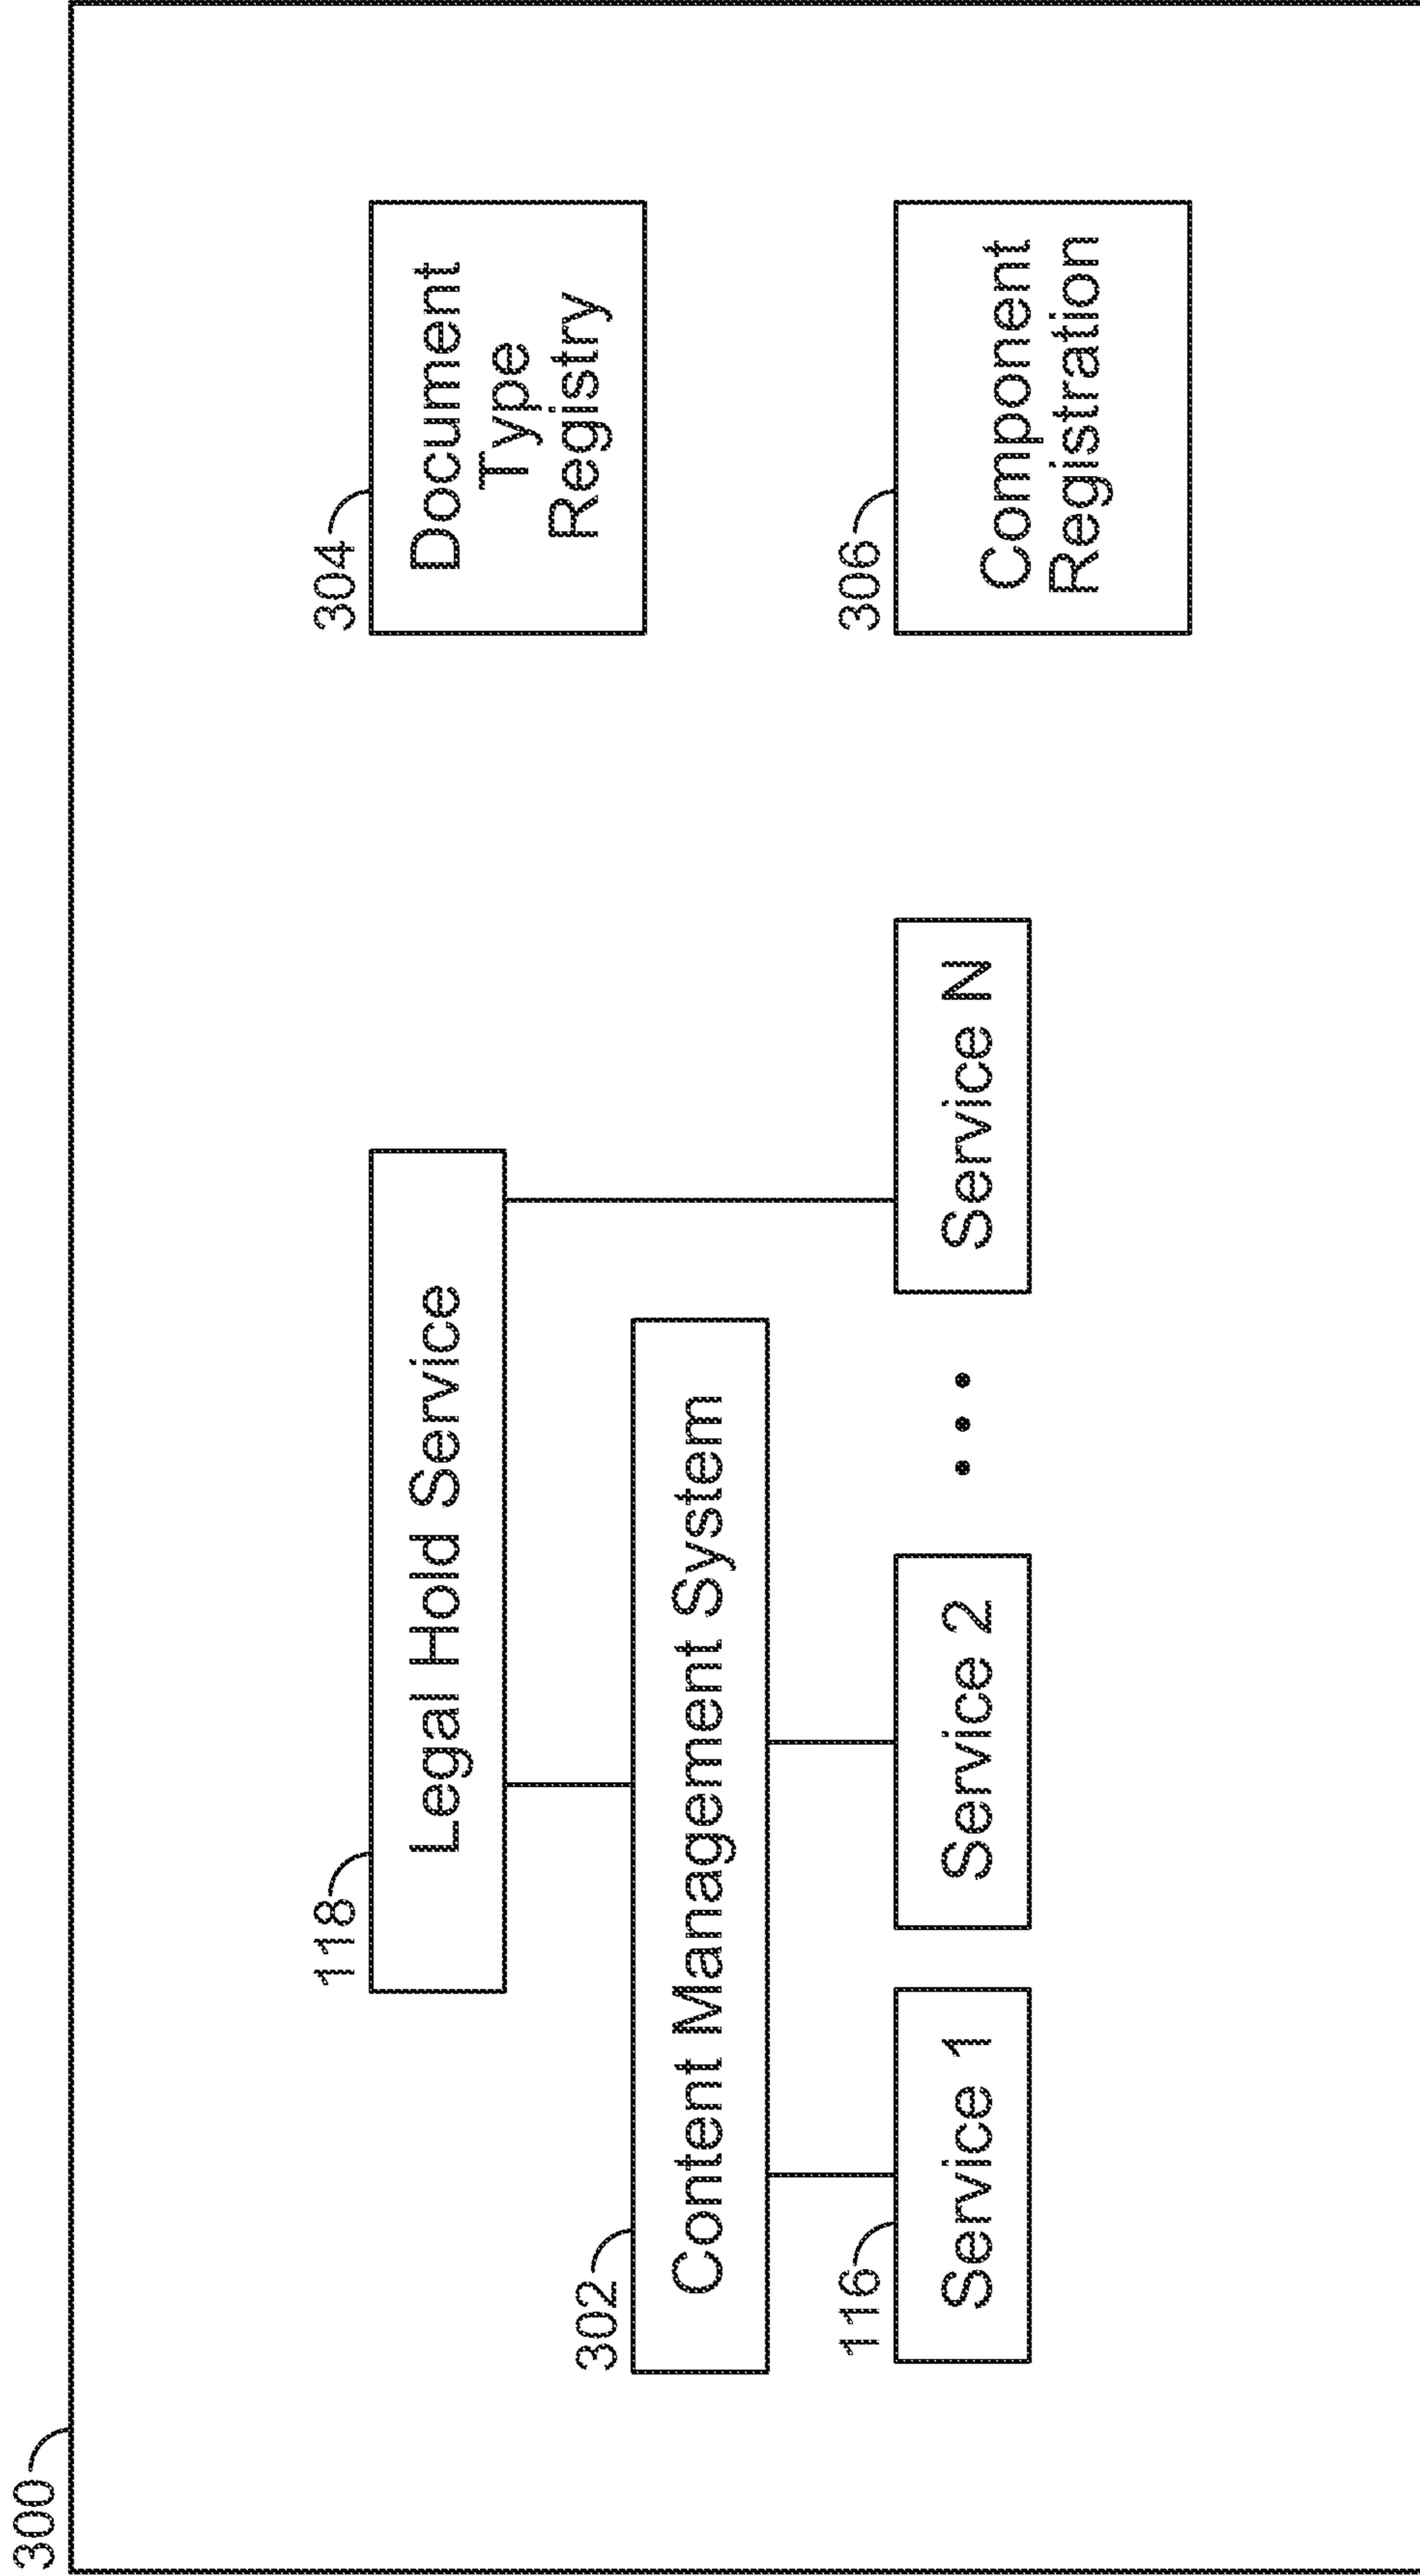 300
118
Legal Hold Service
304
Document
Type
Registry
302
Content Management System
116
Service 1
Service 2
Service N
306
Component
Registration